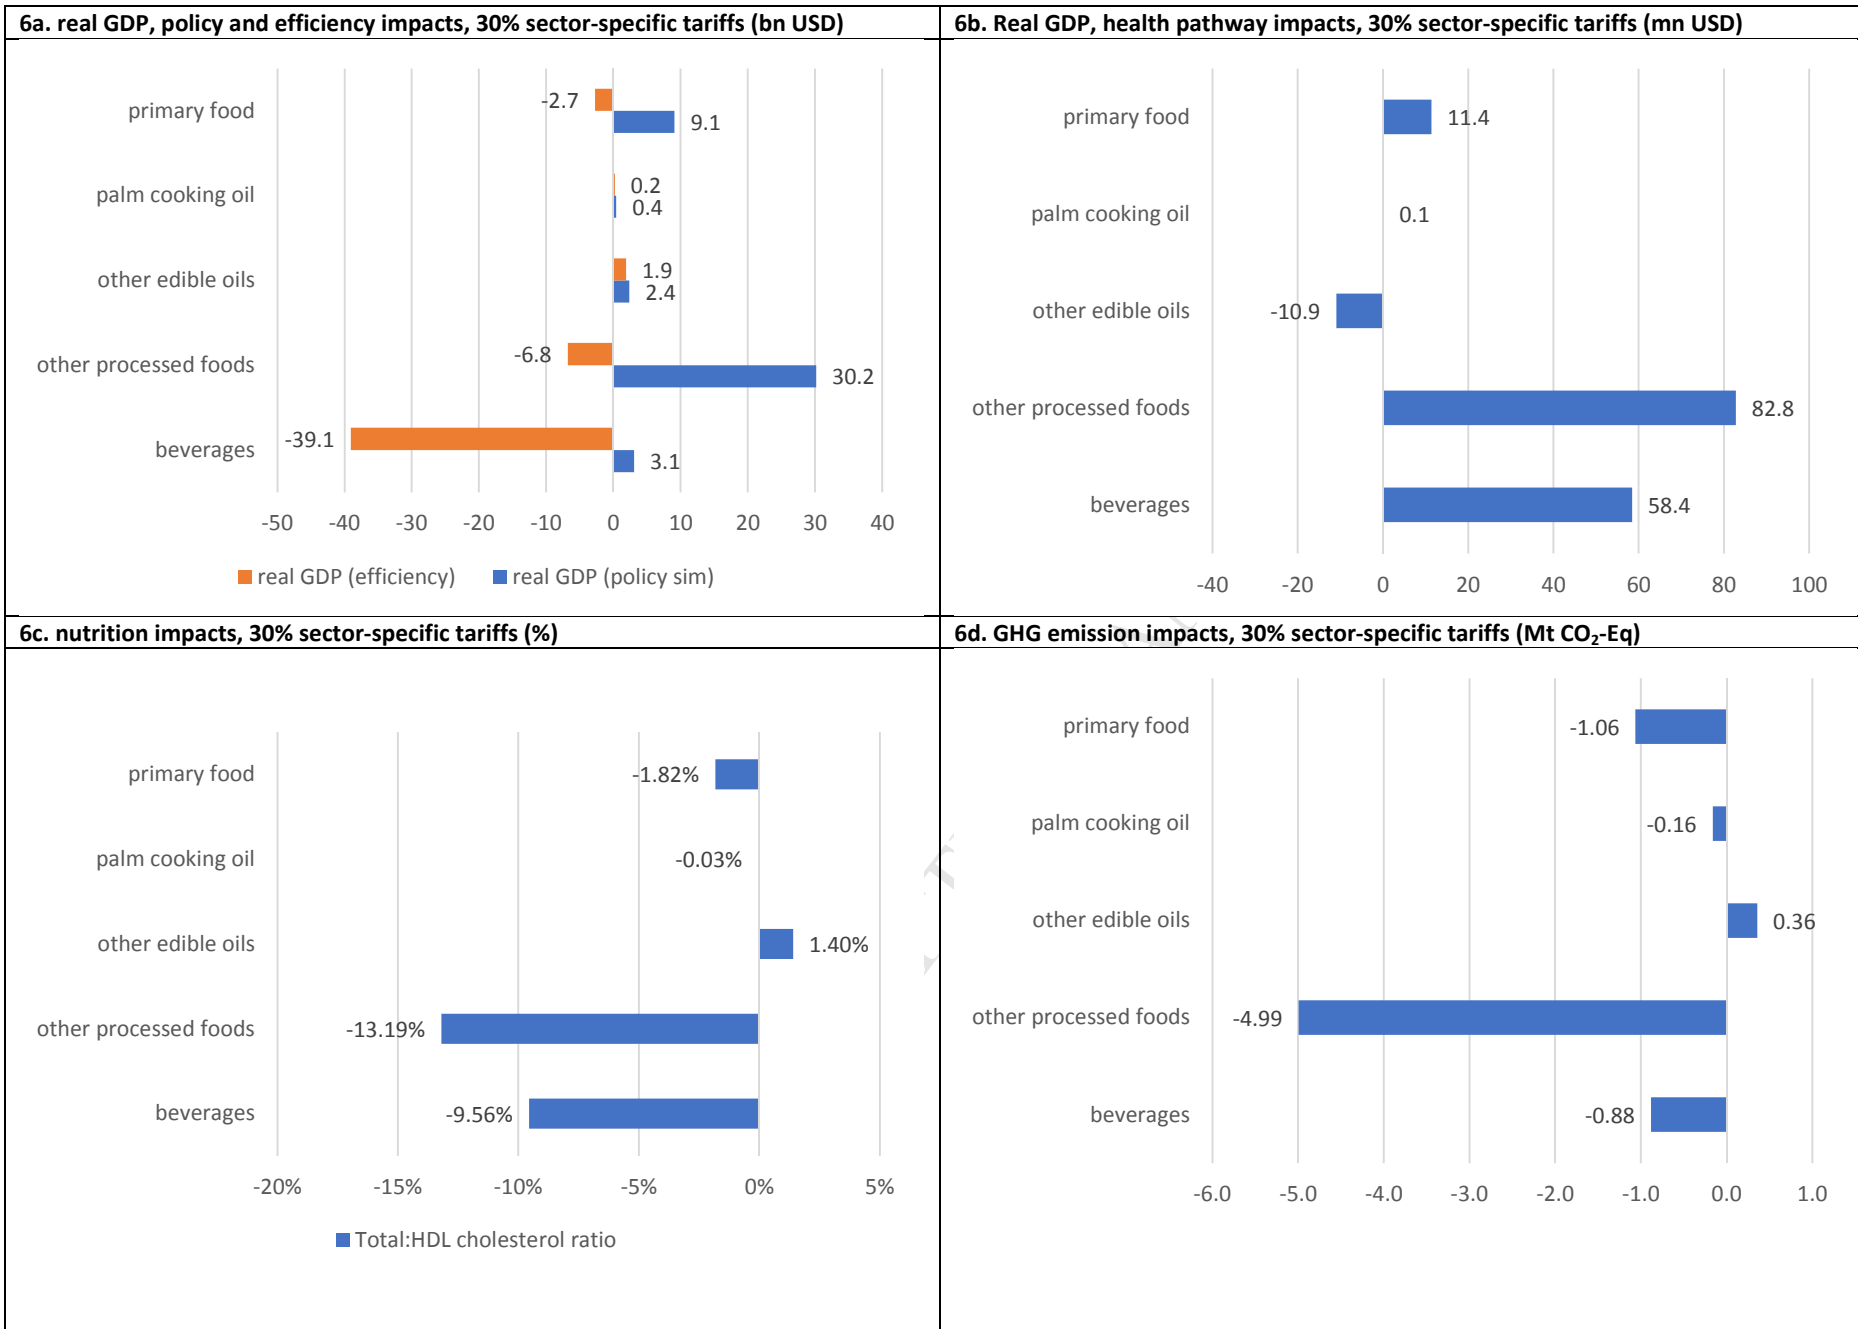 6a. real GDP, policy and efficiency impacts, 30% sector-specific tariffs (bn USD)
primary food
-2.7
9.1
palm cooking oil
0.2
0.4
other edible oils
1.9
2.4
other processed foods
-6.8
30.2
beverages
-39.1
3.1
-50 -40 -30 -20 -10 0 10 20 30 40
real GDP (efficiency) real GDP (policy sim)
6b. Real GDP, health pathway impacts, 30% sector-specific tariffs (mn USD)
primary food 11.4
palm cooking oil 0.1
other edible oils -10.9
other processed foods 82.8
beverages 58.4
-40 -20 0 20 40 60 80 100
6c. nutrition impacts, 30% sector-specific tariffs (%)
primary food -1.82%
palm cooking oil -0.03%
other edible oils 1.40%
other processed foods -13.19%
beverages -9.56%
-20% -15% -10% -5% 0% 5%
Total:HDL cholesterol ratio
6d. GHG emission impacts, 30% sector-specific tariffs (Mt CO₂-Eq)
primary food -1.06
palm cooking oil -0.16
other edible oils 0.36
other processed foods -4.99
beverages -0.88
-6.0 -5.0 -4.0 -3.0 -2.0 -1.0 0.0 1.0